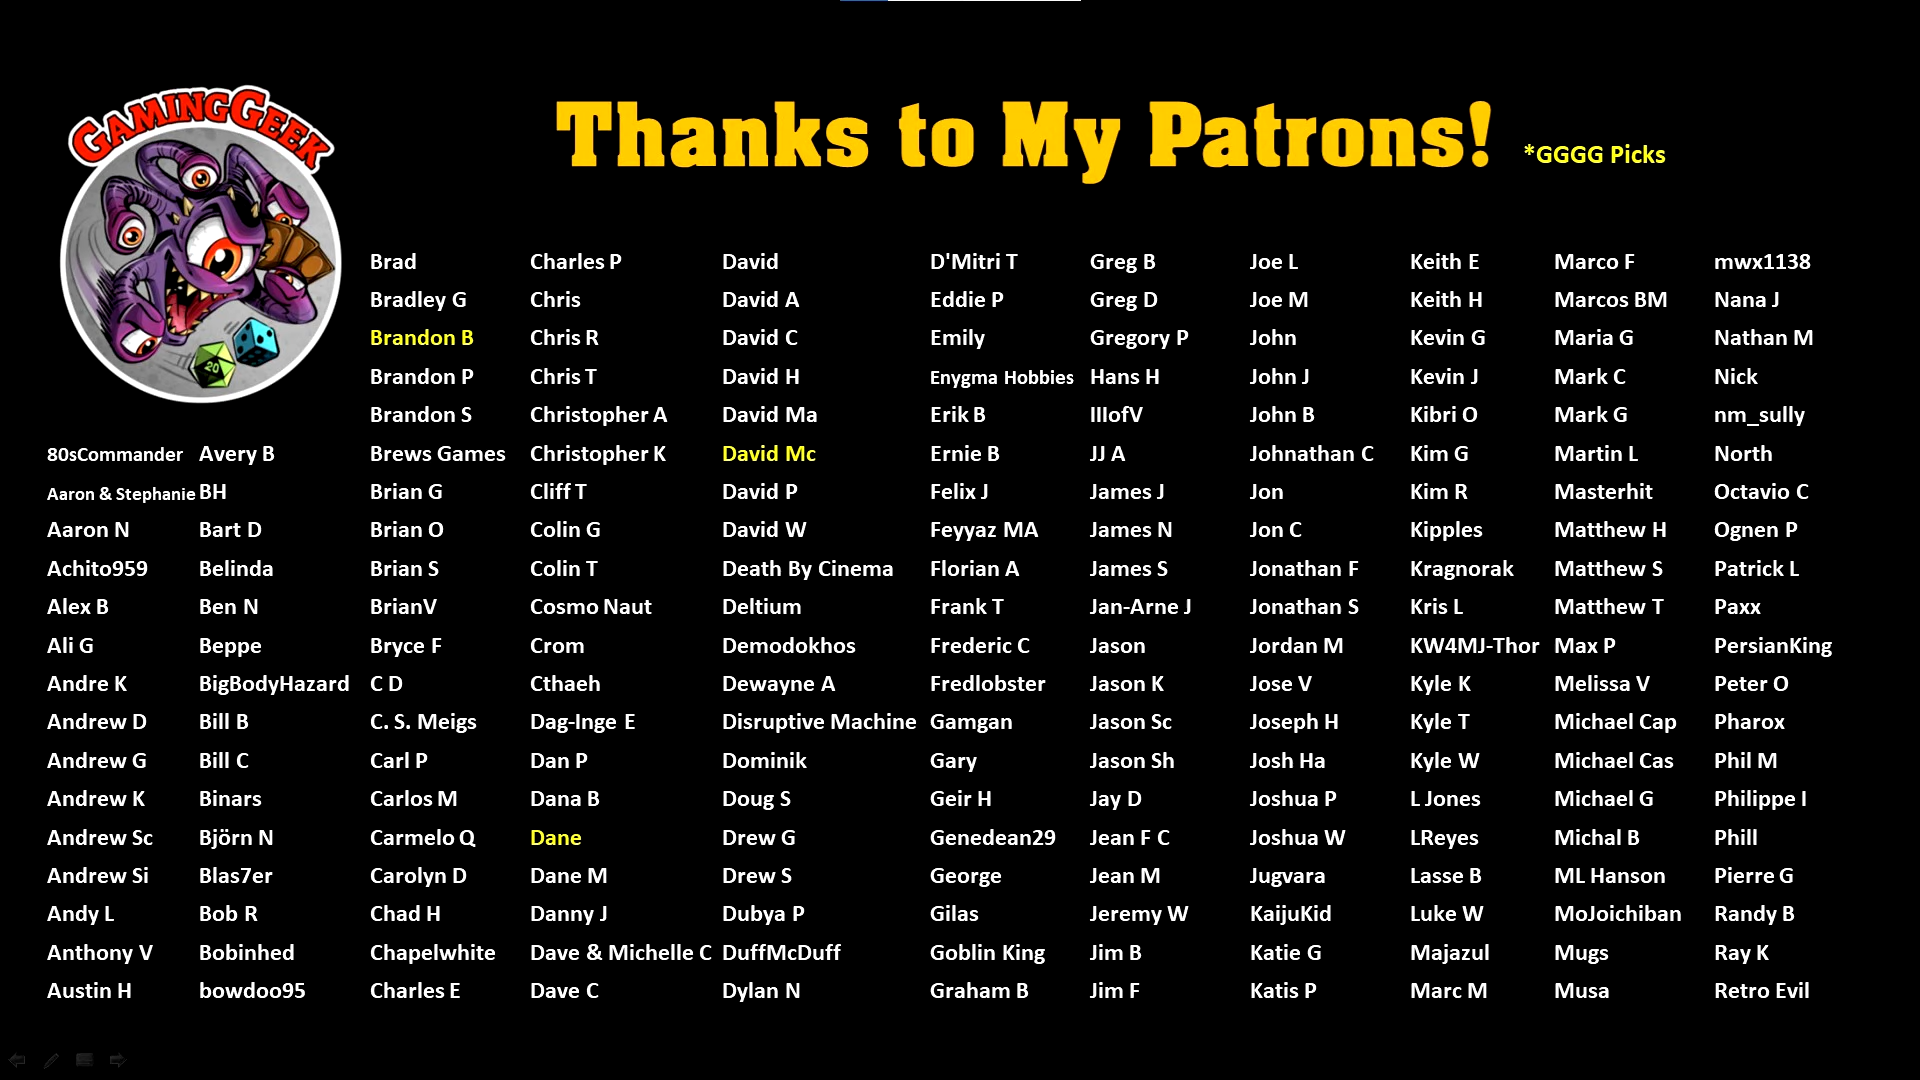 GAMINGGEEK
Thanks to My Patrons!
*GGGG Picks
20
80sCommander
Aaron & Stephanie
Aaron N
Achito959
Alex B
Ali G
Andre K
Andrew D
Andrew G
Andrew K
Andrew Sc
Andrew Si
Andy L
Anthony V
Austin H
Avery B
BH
Bart D
Belinda
Ben N
Beppe
BigBodyHazard
Bill B
Bill C
Binars
Björn N
Blas7er
Bob R
Bobinhed
bowdoo95
Brad
Bradley G
Brandon B
Brandon P
Brandon S
Brews Games
Brian G
Brian O
Brian S
BrianV
Bryce F
C D
C. S. Meigs
Carl P
Carlos M
Carmelo Q
Carolyn D
Chad H
Chapelwhite
Charles E
Charles P
Chris
Chris R
Chris T
Christopher A
Christopher K
Cliff T
Colin G
Colin T
Cosmo Naut
Crom
Cthaeh
Dag-Inge E
Dan P
Dana B
Dane
Dane M
Danny J
Dave & Michelle C
Dave C
David
David A
David C
David H
David Ma
David Mc
David P
David W
Death By Cinema
Deltium
Demodokhos
Dewayne A
Disruptive Machine
Dominik
Doug S
Drew G
Drew S
Dubya P
DuffMcDuff
Dylan N
D'Mitri T
Eddie P
Emily
Enygma Hobbies
Erik B
Ernie B
Felix J
Feyyaz MA
Florian A
Frank T
Frederic C
Fredlobster
Gamgan
Gary
Geir H
Genedean29
George
Gilas
Goblin King
Graham B
Greg B
Greg D
Gregory P
Hans H
IIIofV
JJ A
James J
James N
James S
Jan-Arne J
Jason
Jason K
Jason Sc
Jason Sh
Jay D
Jean F C
Jean M
Jeremy W
Jim B
Jim F
Joe L
Joe M
John
John J
John B
Johnathan C
Jon
Jon C
Jonathan F
Jonathan S
Jordan M
Jose V
Joseph H
Josh Ha
Joshua P
Joshua W
Jugvara
KaijuKid
Katie G
Katis P
Keith E
Keith H
Kevin G
Kevin J
Kibri O
Kim G
Kim R
Kipples
Kragnorak
Kris L
KW4MJ-Thor
Kyle K
Kyle T
Kyle W
L Jones
LReyes
Lasse B
Luke W
Majazul
Marc M
Marco F
Marcos BM
Maria G
Mark C
Mark G
Martin L
Masterhit
Matthew H
Matthew S
Matthew T
Max P
Melissa V
Michael Cap
Michael Cas
Michael G
Michal B
ML Hanson
MoJoichiban
Mugs
Musa
mwx1138
Nana J
Nathan M
Nick
nm_sully
North
Octavio C
Ognen P
Patrick L
Paxx
PersianKing
Peter O
Pharox
Phil M
Philippe I
Phill
Pierre G
Randy B
Ray K
Retro Evil